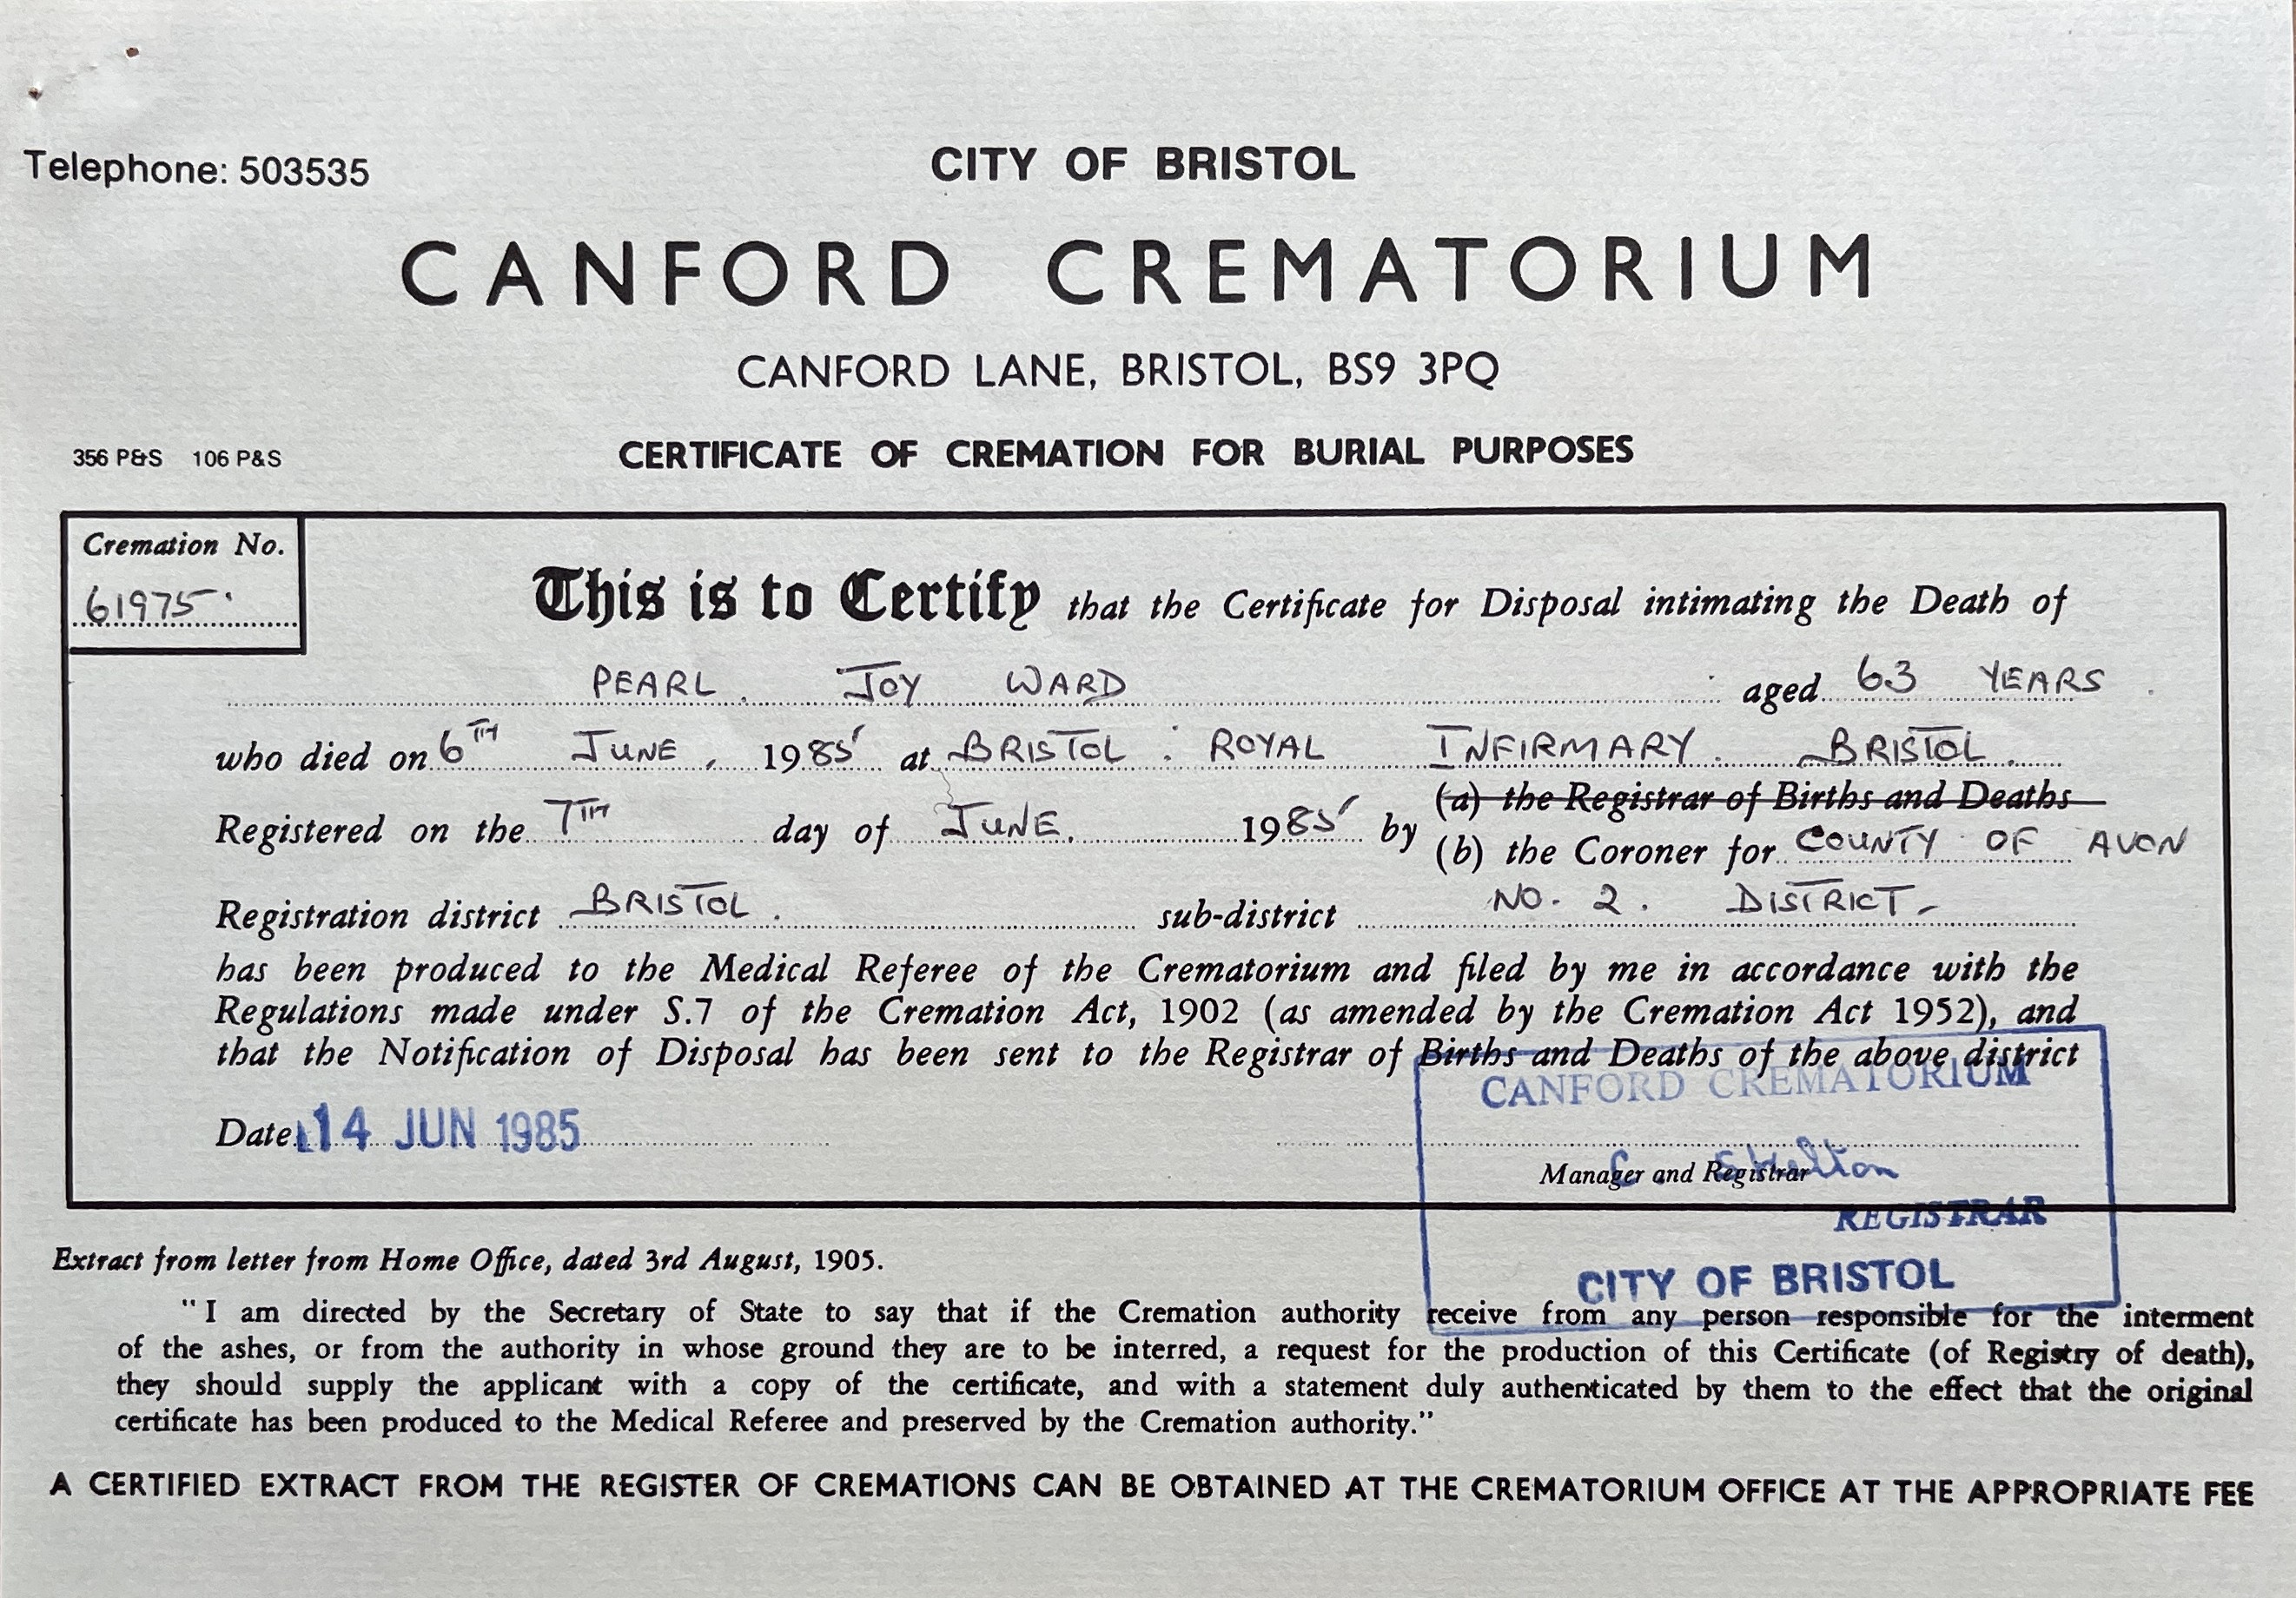 Telephone: 503535
CITY OF BRISTOL
CANFORD CREMATORIUM
CANFORD LANE, BRISTOL, BS9 3PQ
356 P&S 106 P&S
CERTIFICATE OF CREMATION FOR BURIAL PURPOSES
Cremation No.
61975
This is to Certify that the Certificate for Disposal intimating the Death of
PEARL JOY WARD aged 63 YEARS
who died on 6TH JUNE, 1985 at BRISTOL ROYAL INFIRMARY BRISTOL
(a) the Registrar of Births and Deaths
Registered on the 7TH day of JUNE. 1985 by
(b) the Coroner for COUNTY OF AVON
Registration district BRISTOL. sub-district NO. 2. DISTRICT
has been produced to the Medical Referee of the Crematorium and filed by me in accordance with the
Regulations made under S.7 of the Cremation Act, 1902 (as amended by the Cremation Act 1952), and
that the Notification of Disposal has been sent to the Registrar of Births and Deaths of the above district
CANFORD CREMATORIUM
Date 14 JUN 1985
Manager and Registrar
REGISTRAR
CITY OF BRISTOL
Extract from letter from Home Office, dated 3rd August, 1905.
"I am directed by the Secretary of State to say that if the Cremation authority receive from any person responsible for the interment
of the ashes, or from the authority in whose ground they are to be interred, a request for the production of this Certificate (of Registry of death),
they should supply the applicant with a copy of the certificate, and with a statement duly authenticated by them to the effect that the original
certificate has been produced to the Medical Referee and preserved by the Cremation authority."
A CERTIFIED EXTRACT FROM THE REGISTER OF CREMATIONS CAN BE OBTAINED AT THE CREMATORIUM OFFICE AT THE APPROPRIATE FEE